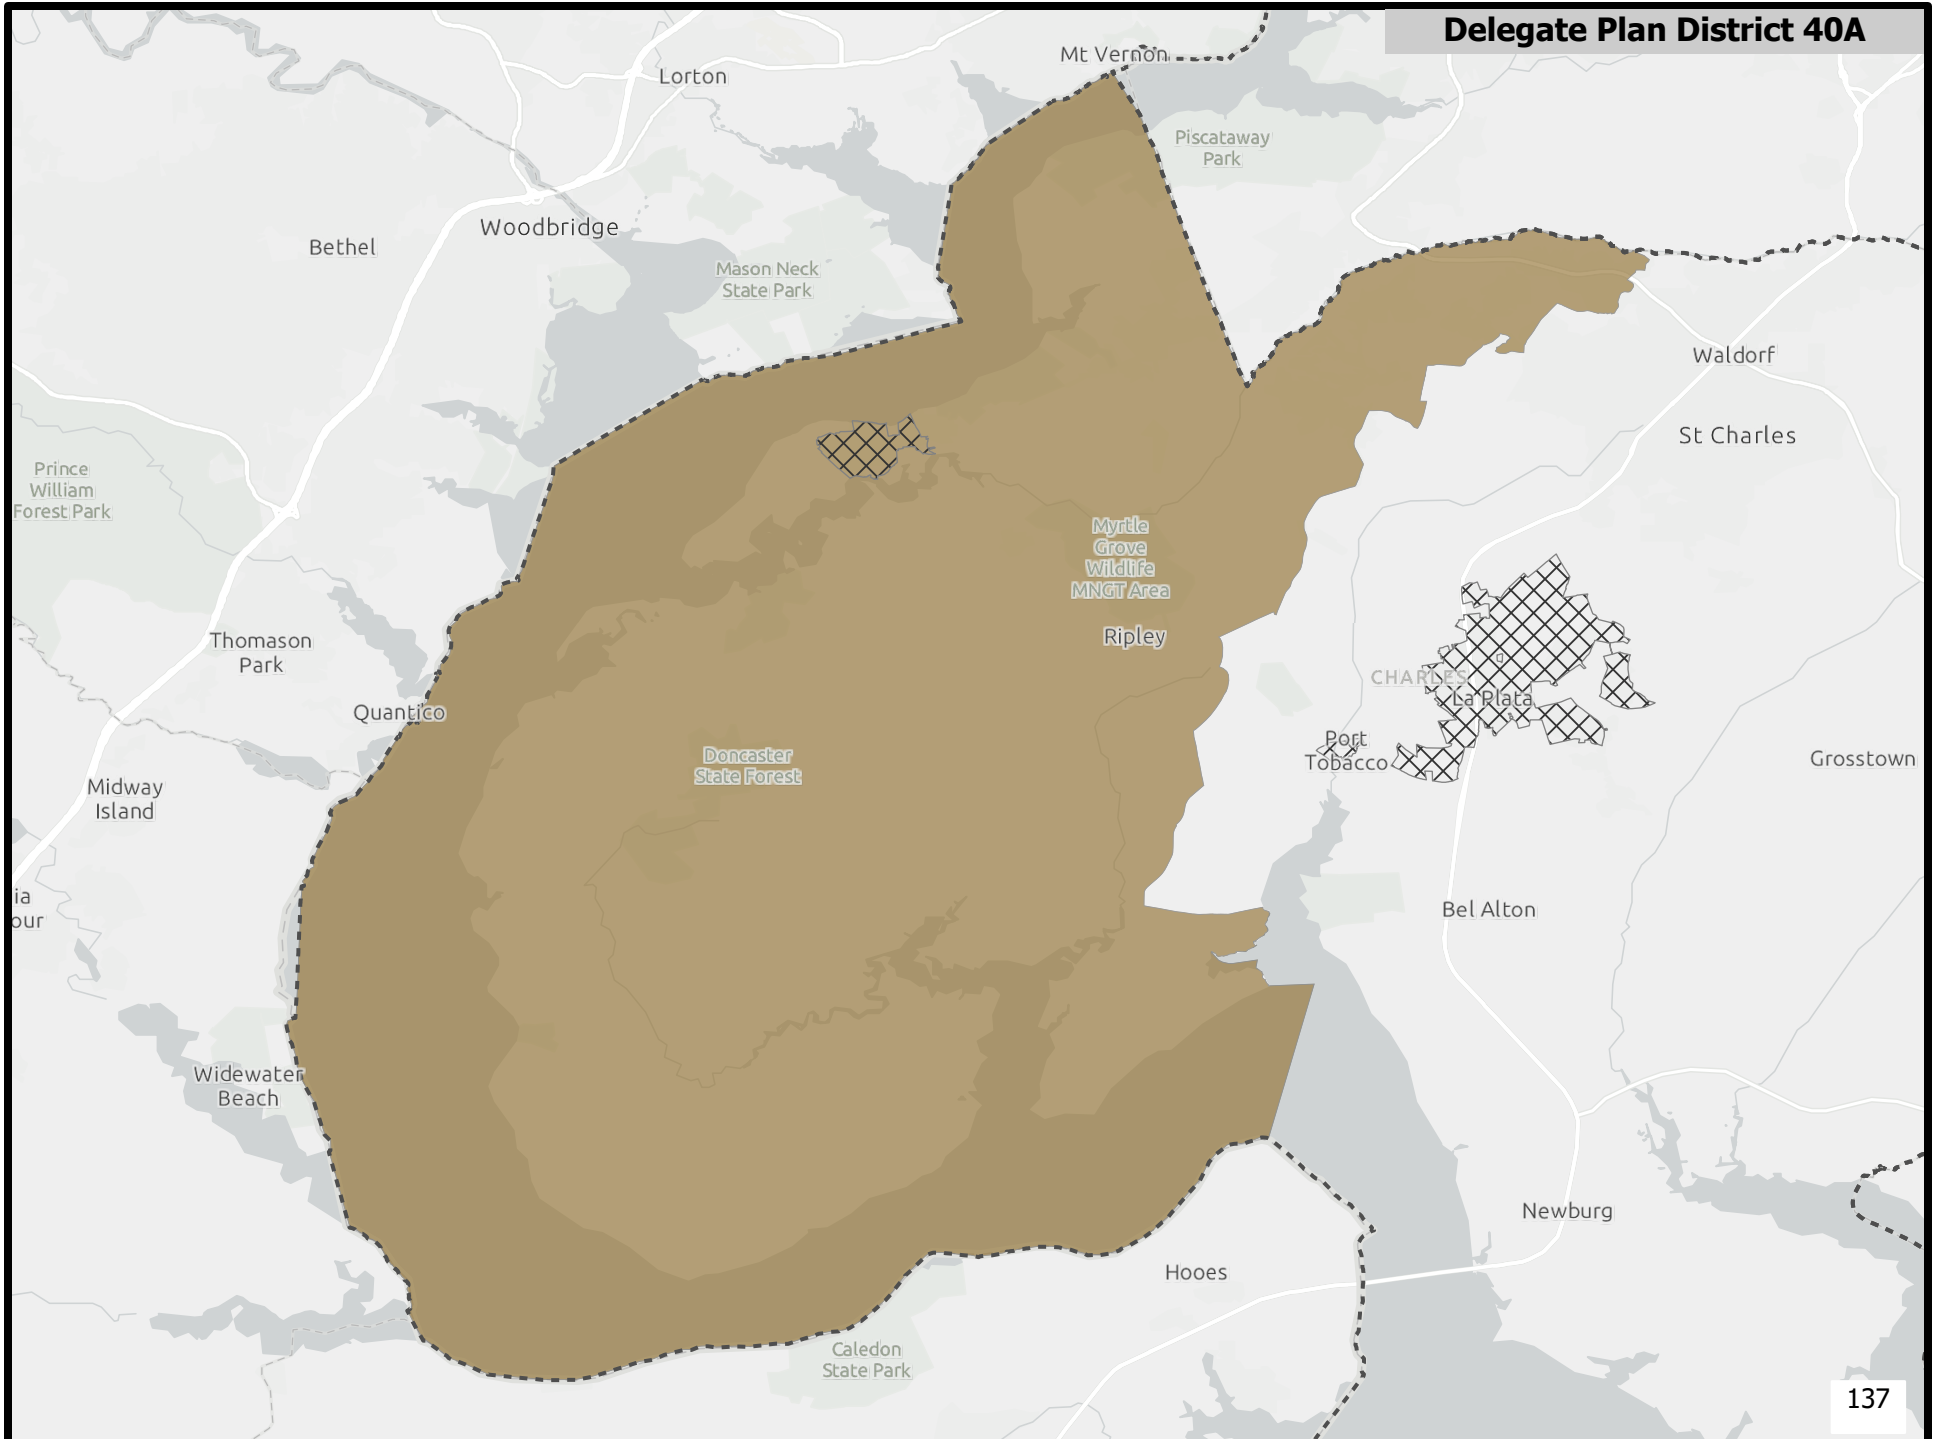 Delegate Plan District 40A
Mt Vernon
Lorton
Piscataway
Park
Woodbridge
Bethel
Mason Neck
State Park
Waldorf
St Charles
Prince
William
Forest Park
Myrtle
Grove
Wildlife
MNGT Area
Ripley
Thomason
Park
CHARLES
La Plata
Quantico
Port
Tobacco
Doncaster
State Forest
Grosstown
Midway
Island
ia
our
Bel Alton
Widewater
Beach
Newburg
Hooes
Caledon
State Park
137